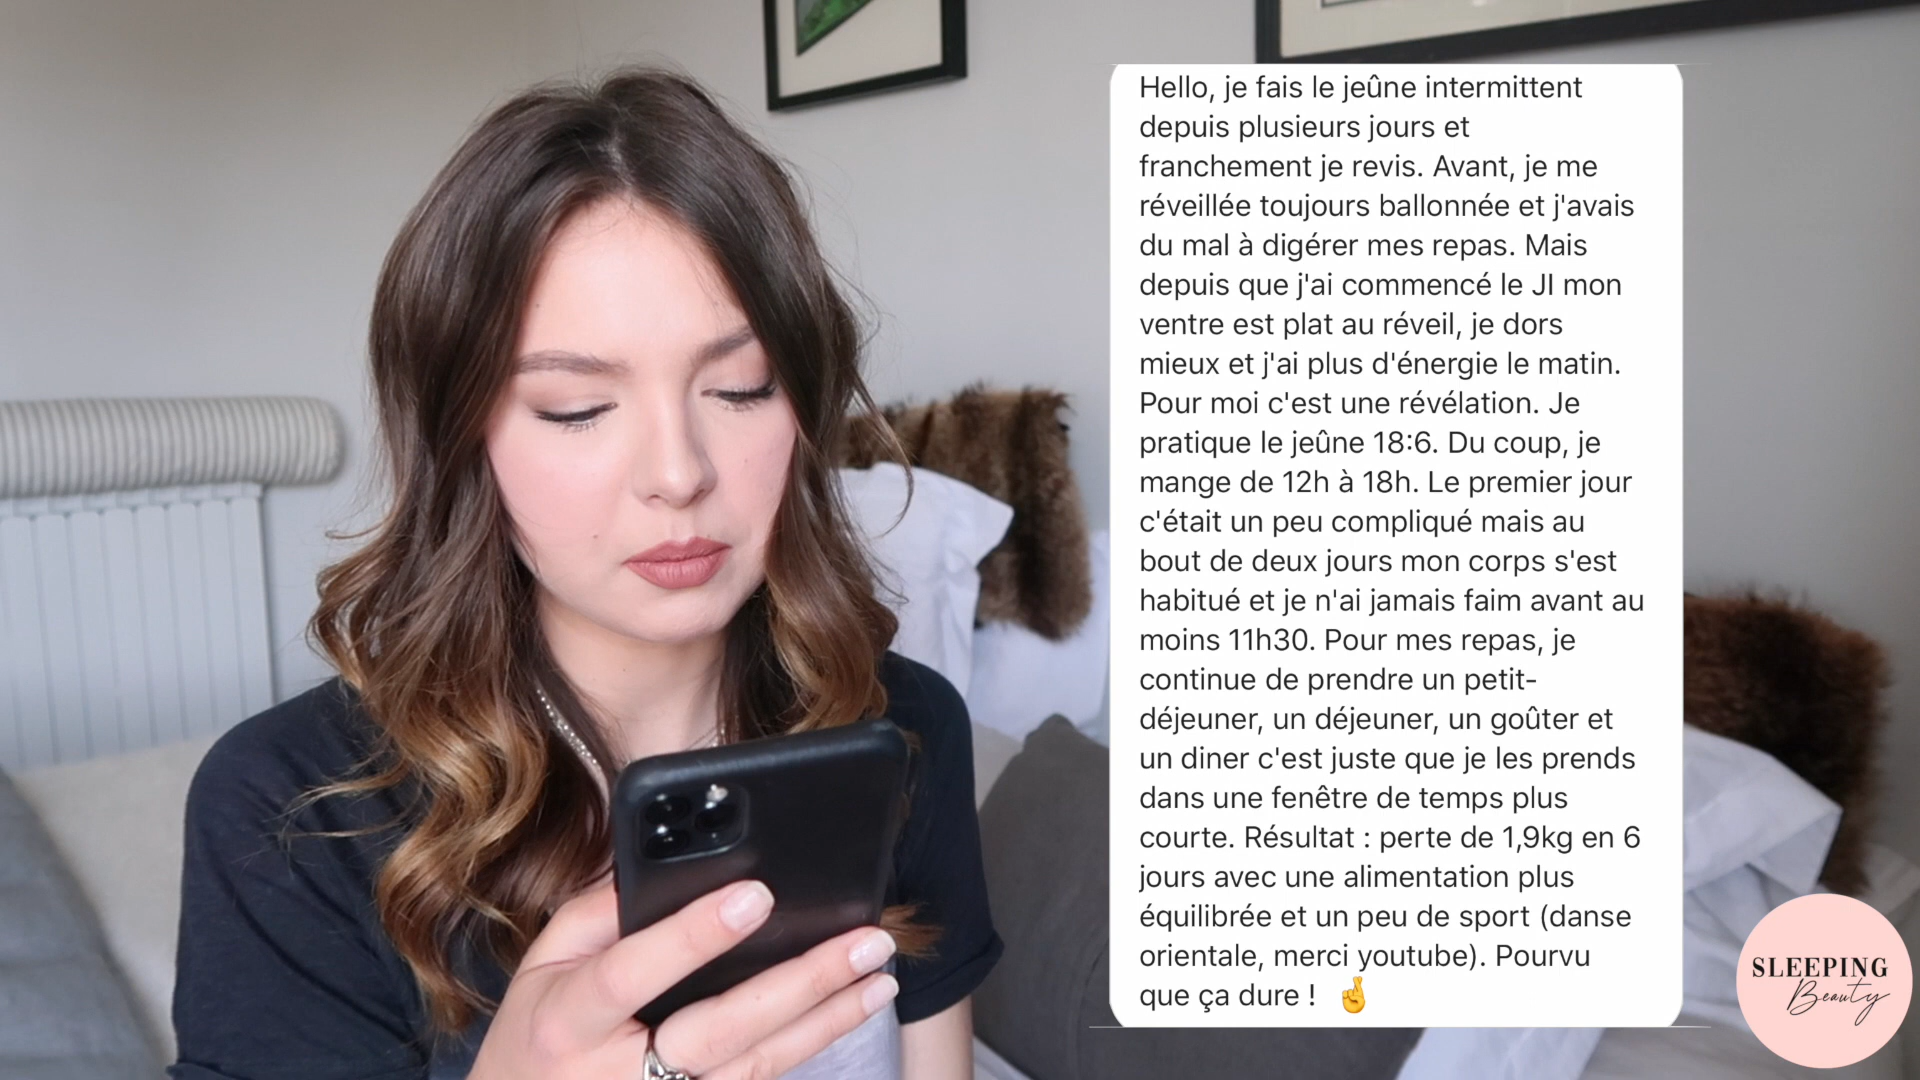 Hello, je fais le jeûne intermittent
depuis plusieurs jours et
franchement je revis. Avant, je me
réveillée toujours ballonnée et j'avais
du mal à digérer mes repas. Mais
depuis que j'ai commencé le JI mon
ventre est plat au réveil, je dors
mieux et j'ai plus d'énergie le matin.
Pour moi c'est une révélation. Je
pratique le jeûne 18:6. Du coup, je
mange de 12h à 18h. Le premier jour
c'était un peu compliqué mais au
bout de deux jours mon corps s'est
habitué et je n'ai jamais faim avant au
moins 11h30. Pour mes repas, je
continue de prendre un petit-
déjeuner, un déjeuner, un goûter et
un diner c'est juste que je les prends
dans une fenêtre de temps plus
courte. Résultat : perte de 1,9kg en 6
jours avec une alimentation plus
équilibrée et un peu de sport (danse
orientale, merci youtube). Pourvu
que ça dure ! 🤞
SLEEPING
Beauty